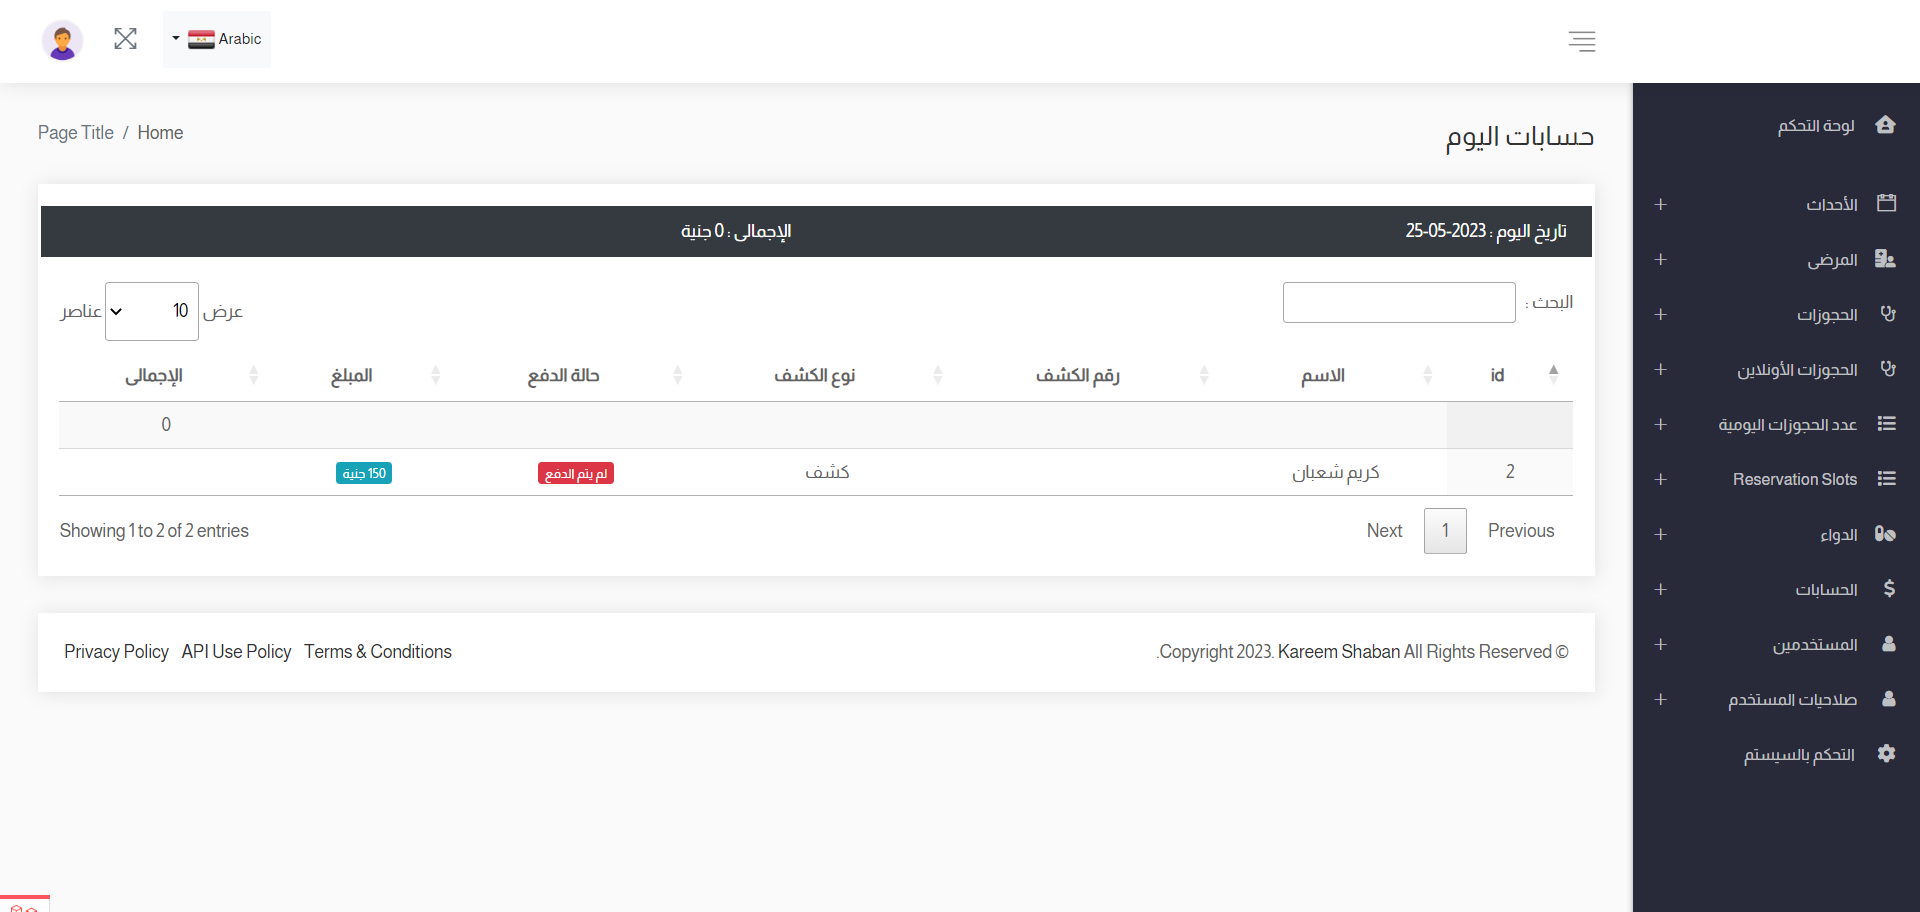 Arabic
لوحة التحكم
الأحداث
المرضى
الحجوزات
الحجوزات الأونلاين
عدد الحجوزات اليومية
Reservation Slots
الدواء
الحسابات
المستخدمين
صلاحيات المستخدم
التحكم بالسيستم
حسابات اليوم
Page Title / Home
تاريخ اليوم : 2023-05-25
الإجمالى : 0 جنية
البحث :
عرض 10 عناصر
id الاسم رقم الكشف نوع الكشف حالة الدفع المبلغ الإجمالى
0
2 كريم شعبان كشف لم يتم الدفع 150 جنية
Previous 1 Next
Showing 1 to 2 of 2 entries
.Copyright 2023. Kareem Shaban All Rights Reserved ©
Privacy Policy API Use Policy Terms & Conditions